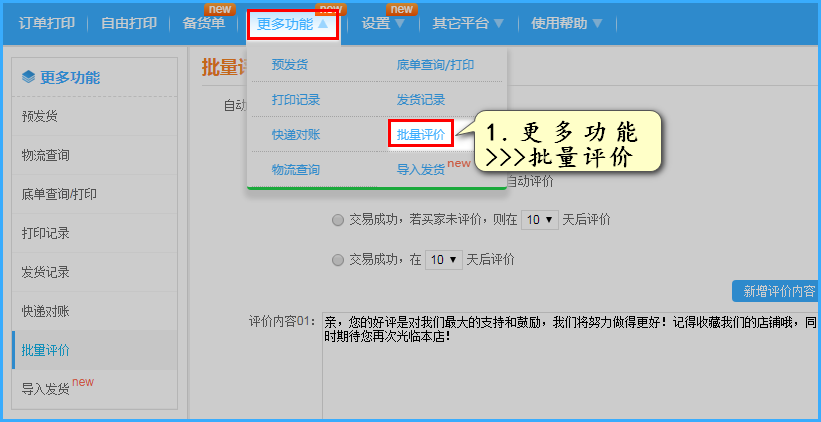 new new new
订单打印 自由打印 备货单 更多功能 设置 其它平台 使用帮助
更多功能
预发货
物流查询
底单查询/打印
打印记录
发货记录
快递对账
批量评价
导入发货 new
预发货 底单查询/打印
打印记录 发货记录
快递对账 批量评价
物流查询 导入发货 new
1. 更多功能
>>>批量评价
批量评
自动
自动评价
交易成功，若买家未评价，则在 10 天后评价
交易成功，在 10 天后评价
新增评价内容
评价内容01：
亲，您的好评是对我们最大的支持和鼓励，我们将努力做得更好！记得收藏我们的店铺哦，同
时期待您再次光临本店！